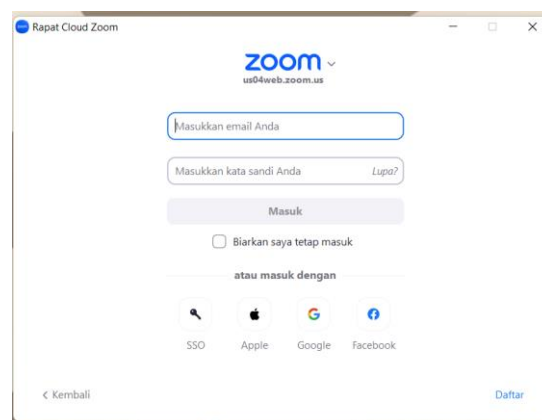 zoom Rapat Cloud Zoom
zoom
us04web.zoom.us
Masukkan email Anda
Masukkan kata sandi Anda Lupa?
Masuk
Biarkan saya tetap masuk
atau masuk dengan
SSO Apple Google Facebook
Kembali Daftar